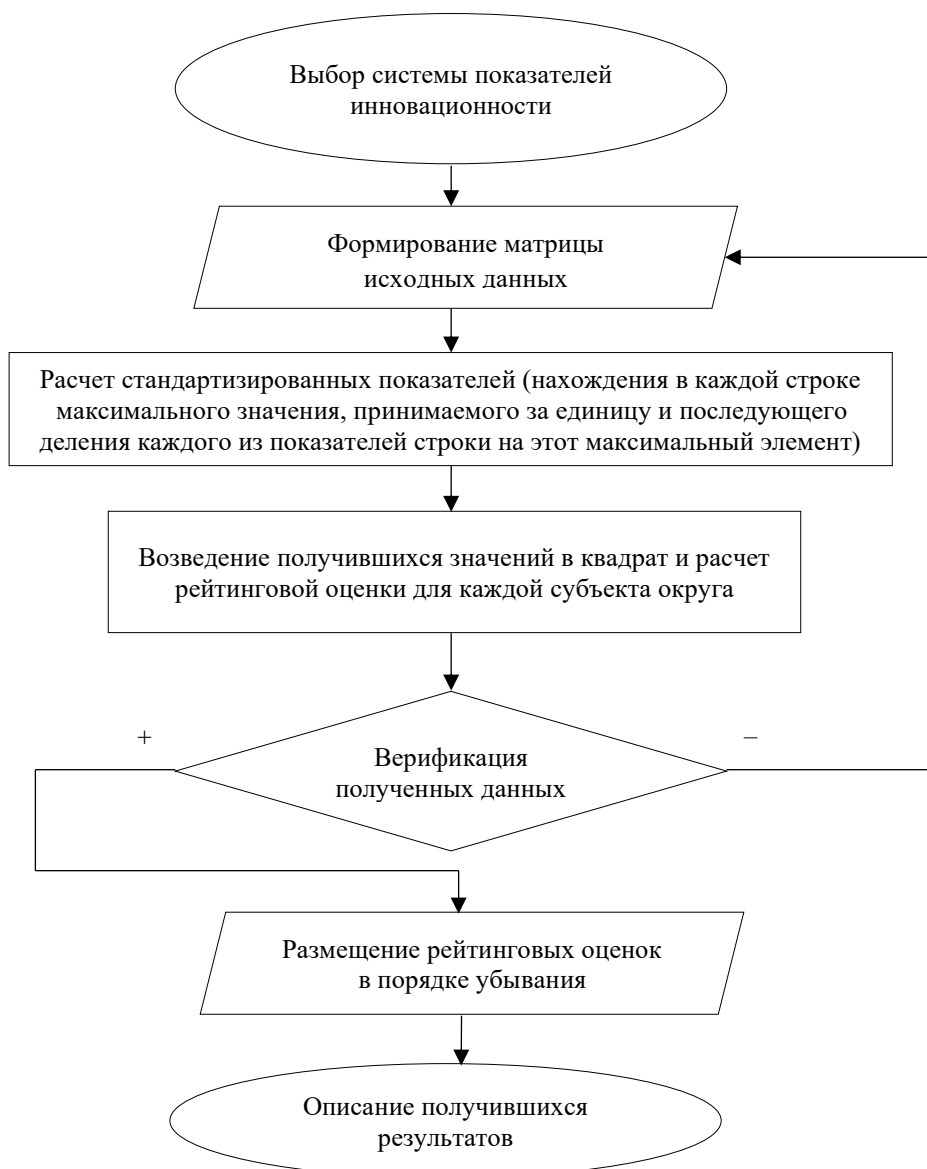 Выбор системы показателей
инновационности
Формирование матрицы
исходных данных
Расчет стандартизированных показателей (нахождения в каждой строке
максимального значения, принимаемого за единицу и последующего
деления каждого из показателей строки на этот максимальный элемент)
Возведение получившихся значений в квадрат и расчет
рейтинговой оценки для каждой субъекта округа
+
–
Верификация
полученных данных
Размещение рейтинговых оценок
в порядке убывания
Описание получившихся
результатов